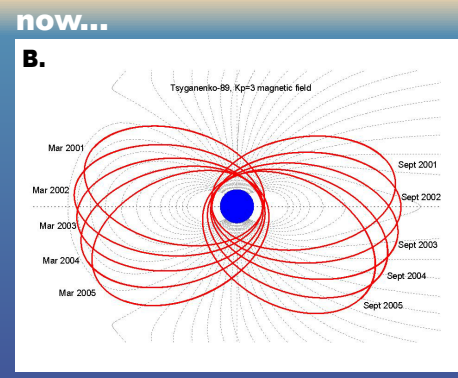 now...
B.
Tsyganenko-89, Kp=3 magnetic field
Mar 2001
Sept 2001
Mar 2002
Sept 2002
Mar 2003
Sept 2003
Mar 2004
Sept 2004
Mar 2005
Sept 2005